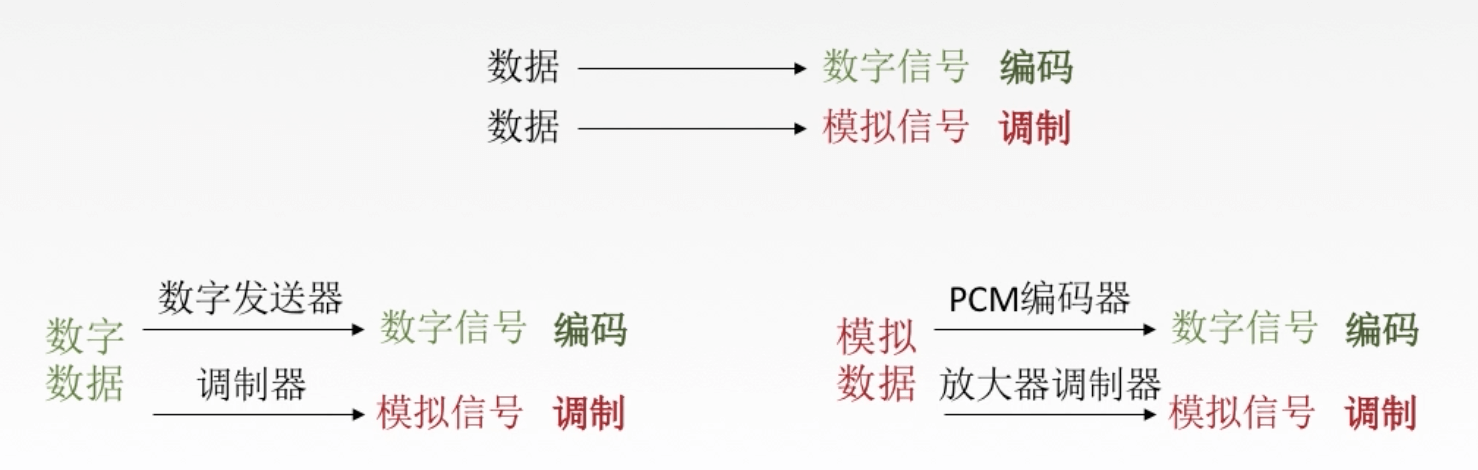 数据 数字信号 编码
数据 模拟信号 调制
数字发送器
数字
数据
数字信号 编码
调制器
模拟信号 调制
PCM编码器
模拟
数据
数字信号 编码
放大器调制器
模拟信号 调制